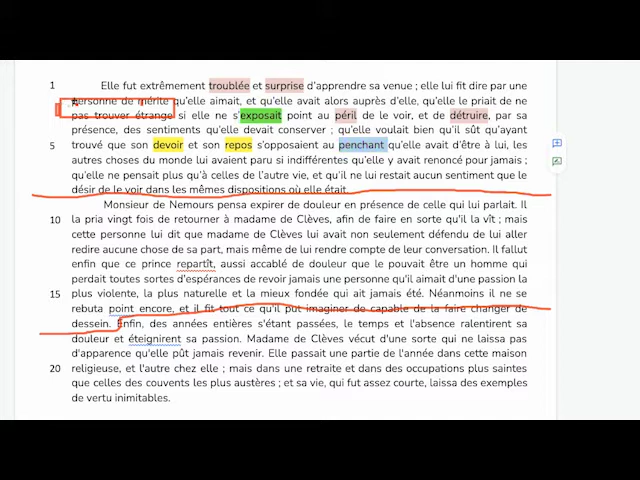 1 Elle fut extrêmement troublée et surprise d'apprendre sa venue ; elle lui fit dire par une
personne de mérite qu'elle aimait, et qu'elle avait alors auprès d'elle, qu'elle le priait de ne
pas trouver étrange si elle ne s'exposait point au péril de le voir, et de détruire, par sa
présence, des sentiments qu'elle devait conserver ; qu'elle voulait bien qu'il sût qu'ayant
5 trouvé que son devoir et son repos s'opposaient au penchant qu'elle avait d'être à lui, les
autres choses du monde lui avaient paru si indifférentes qu'elle y avait renoncé pour jamais ;
qu'elle ne pensait plus qu'à celles de l'autre vie, et qu'il ne lui restait aucun sentiment que le
désir de le voir dans les mêmes dispositions où elle était.
Monsieur de Nemours pensa expirer de douleur en présence de celle qui lui parlait. Il
10 la pria vingt fois de retourner à madame de Clèves, afin de faire en sorte qu'il la vît ; mais
cette personne lui dit que madame de Clèves lui avait non seulement défendu de lui aller
redire aucune chose de sa part, mais même de lui rendre compte de leur conversation. Il fallut
enfin que ce prince repartît, aussi accablé de douleur que le pouvait être un homme qui
perdait toutes sortes d'espérances de revoir jamais une personne qu'il aimait d'une passion la
15 plus violente, la plus naturelle et la mieux fondée qui ait jamais été. Néanmoins il ne se
rebuta point encore, et il fit tout ce qu'il put imaginer de capable de la faire changer de
dessein. Enfin, des années entières s'étant passées, le temps et l'absence ralentirent sa
douleur et éteignirent sa passion. Madame de Clèves vécut d'une sorte qui ne laissa pas
d'apparence qu'elle pût jamais revenir. Elle passait une partie de l'année dans cette maison
20 religieuse, et l'autre chez elle ; mais dans une retraite et dans des occupations plus saintes
que celles des couvents les plus austères ; et sa vie, qui fut assez courte, laissa des exemples
de vertu inimitables.